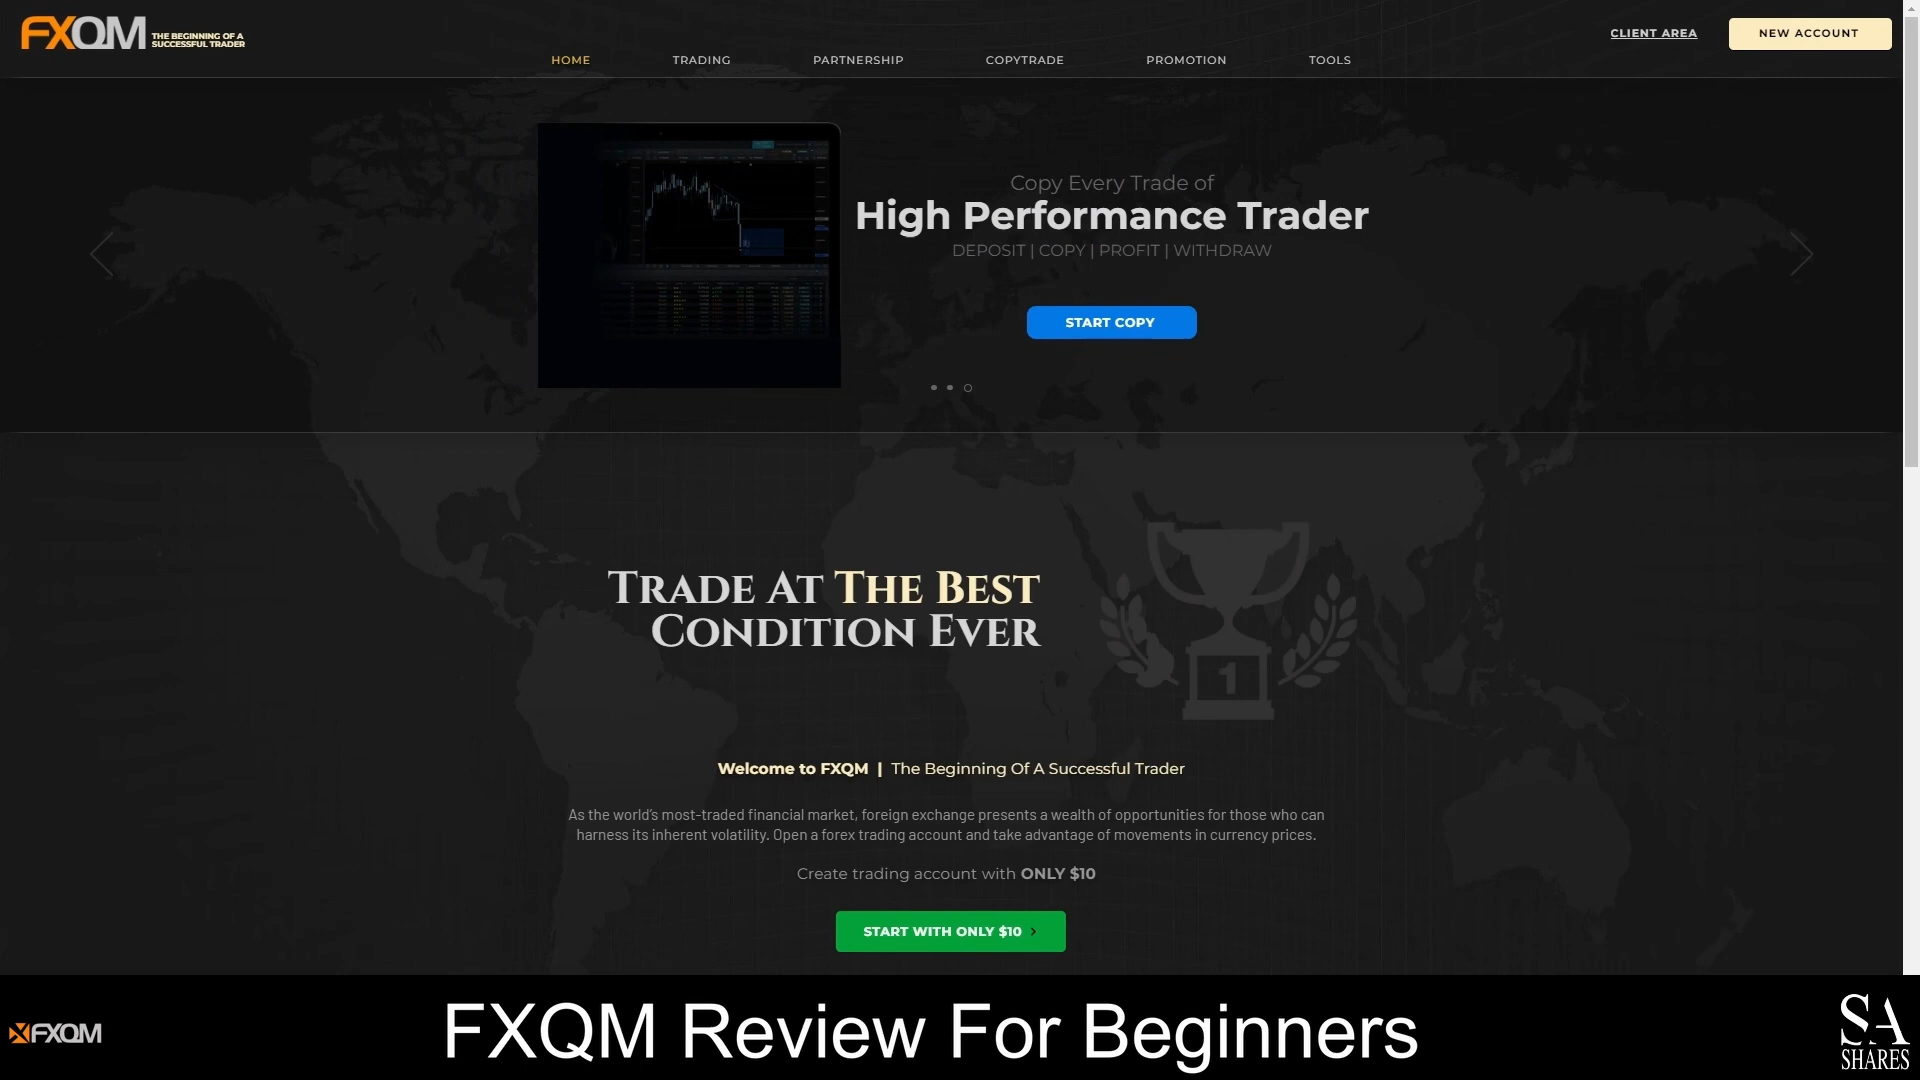 FXQM THE BEGINNING OF A
SUCCESSFUL TRADER
CLIENT AREA
NEW ACCOUNT
HOME
TRADING
PARTNERSHIP
COPYTRADE
PROMOTION
TOOLS
Copy Every Trade of
High Performance Trader
DEPOSIT | COPY | PROFIT | WITHDRAW
START COPY
TRADE AT THE BEST
CONDITION EVER
1
Welcome to FXQM | The Beginning Of A Successful Trader
As the world's most-traded financial market, foreign exchange presents a wealth of opportunities for those who can
harness its inherent volatility. Open a forex trading account and take advantage of movements in currency prices.
Create trading account with ONLY $10
START WITH ONLY $10 >
FXQM
FXQM Review For Beginners
SA
SHARES